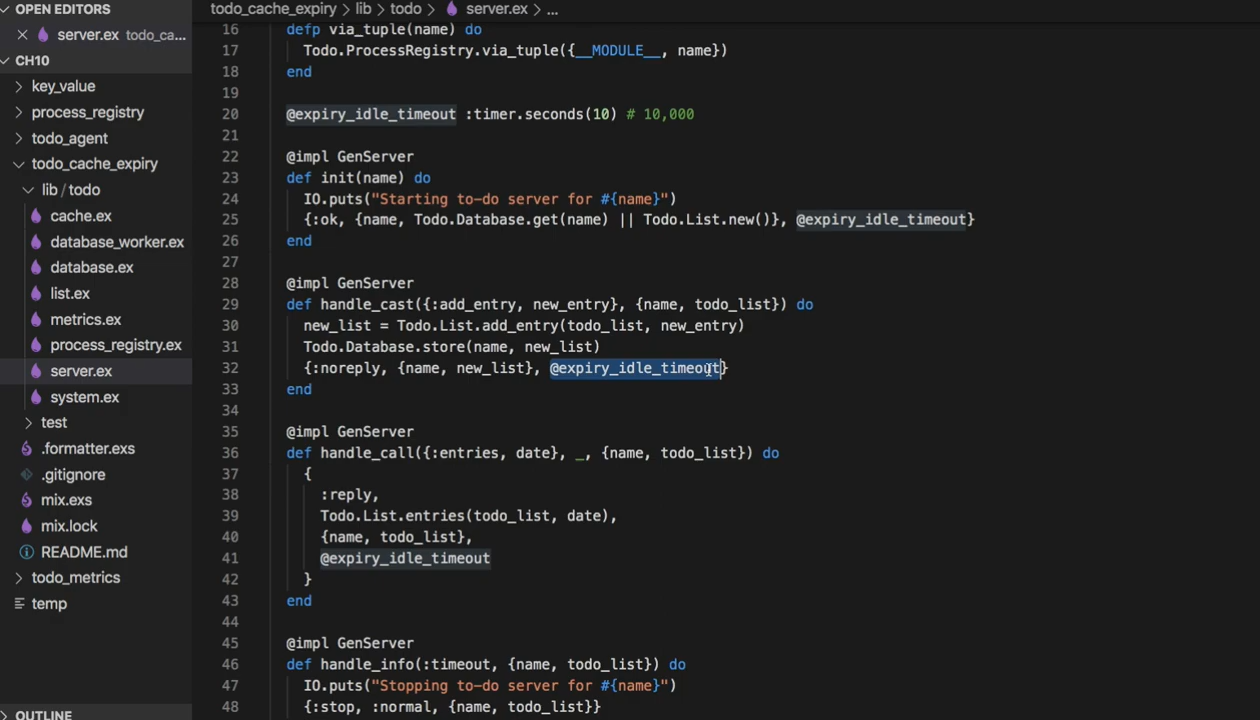 OPEN EDITORS
server.ex todo_ca...
CH10
key_value
process_registry
todo_agent
todo_cache_expiry
lib / todo
cache.ex
database_worker.ex
database.ex
list.ex
metrics.ex
process_registry.ex
server.ex
system.ex
test
.formatter.exs
.gitignore
mix.exs
mix.lock
README.md
todo_metrics
temp
OUTLINE
todo_cache_expiry > lib > todo > server.ex > ...
16 defp via_tuple(name) do
17 Todo.ProcessRegistry.via_tuple({__MODULE__, name})
18 end
19
20 @expiry_idle_timeout :timer.seconds(10) # 10,000
21
22 @impl GenServer
23 def init(name) do
24 IO.puts("Starting to-do server for #{name}")
25 {:ok, {name, Todo.Database.get(name) || Todo.List.new()}, @expiry_idle_timeout}
26 end
27
28 @impl GenServer
29 def handle_cast({:add_entry, new_entry}, {name, todo_list}) do
30 new_list = Todo.List.add_entry(todo_list, new_entry)
31 Todo.Database.store(name, new_list)
32 {:noreply, {name, new_list}, @expiry_idle_timeout}
33 end
34
35 @impl GenServer
36 def handle_call({:entries, date}, _, {name, todo_list}) do
37 {
38 :reply,
39 Todo.List.entries(todo_list, date),
40 {name, todo_list},
41 @expiry_idle_timeout
42 }
43 end
44
45 @impl GenServer
46 def handle_info(:timeout, {name, todo_list}) do
47 IO.puts("Stopping to-do server for #{name}")
48 {:stop, :normal, {name, todo_list}}